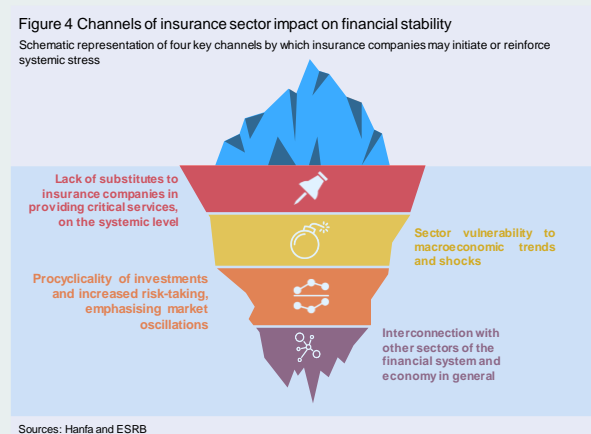 Figure 4 Channels of insurance sector impact on financial stability
Schematic representation of four key channels by which insurance companies may initiate or reinforce
systemic stress
Lack of substitutes to
insurance companies in
providing critical services,
on the systemic level
Sector vulnerability to
macroeconomic trends
and shocks
Procyclicality of investments
and increased risk-taking,
emphasising market
oscillations
Interconnection with
other sectors of the
financial system and
economy in general
Sources: Hanfa and ESRB